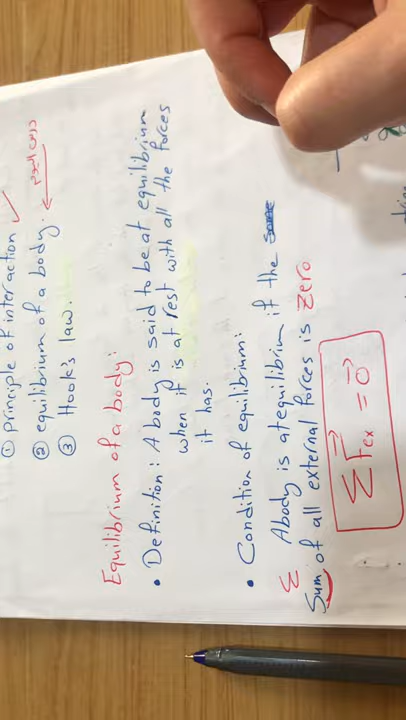 ① principle of interaction ✓
② equilibrium of a body. ← درس اليوم
③ Hook's law.
Equilibrium of a body:
• Definition: A body is said to be at equilibrium
when it is at rest with all the forces
it has.
• Condition of equilibrium:
Σ A body is at equilibrium if the
Sum of all external forces is zero
Σ F⃗ex = 0⃗